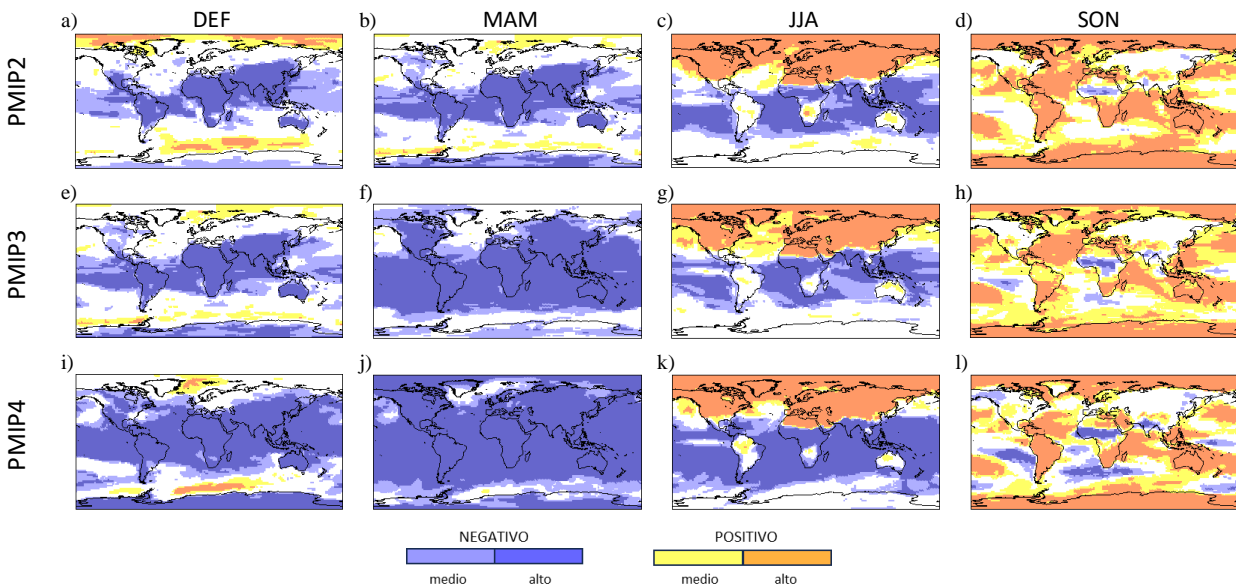 DEF MAM JJA SON
a) b) c) d)
PMIP2
e) f) g) h)
PMIP3
i) j) k) l)
PMIP4
NEGATIVO POSITIVO
medio alto medio alto